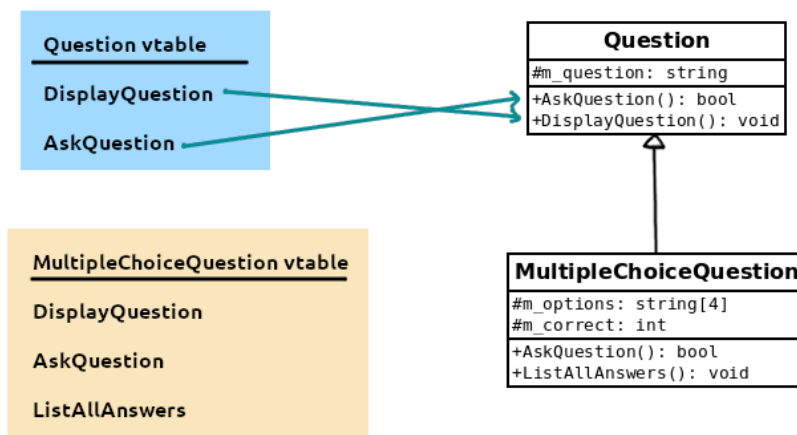 Question vtable
DisplayQuestion
AskQuestion
Question
#m_question: string
+AskQuestion(): bool
+DisplayQuestion(): void
MultipleChoiceQuestion vtable
DisplayQuestion
AskQuestion
ListAllAnswers
MultipleChoiceQuestion
#m_options: string[4]
#m_correct: int
+AskQuestion(): bool
+ListAllAnswers(): void